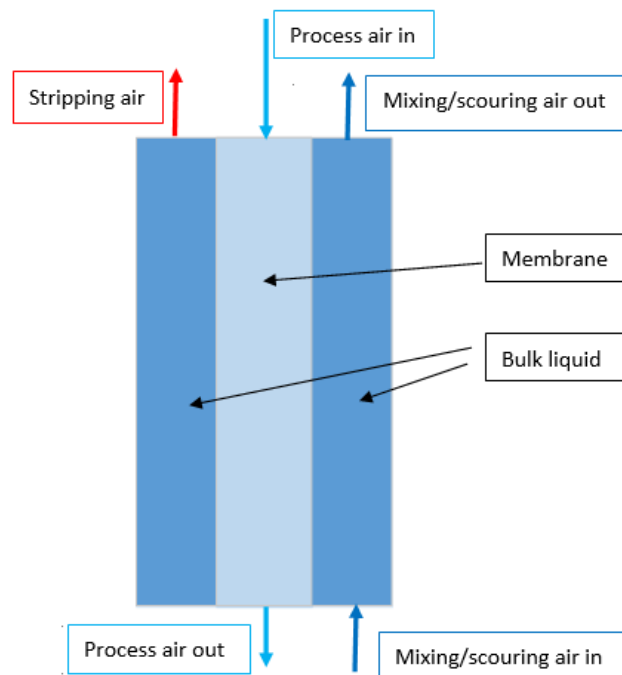 Process air in
Stripping air
Mixing/scouring air out
Membrane
Bulk liquid
Process air out
Mixing/scouring air in